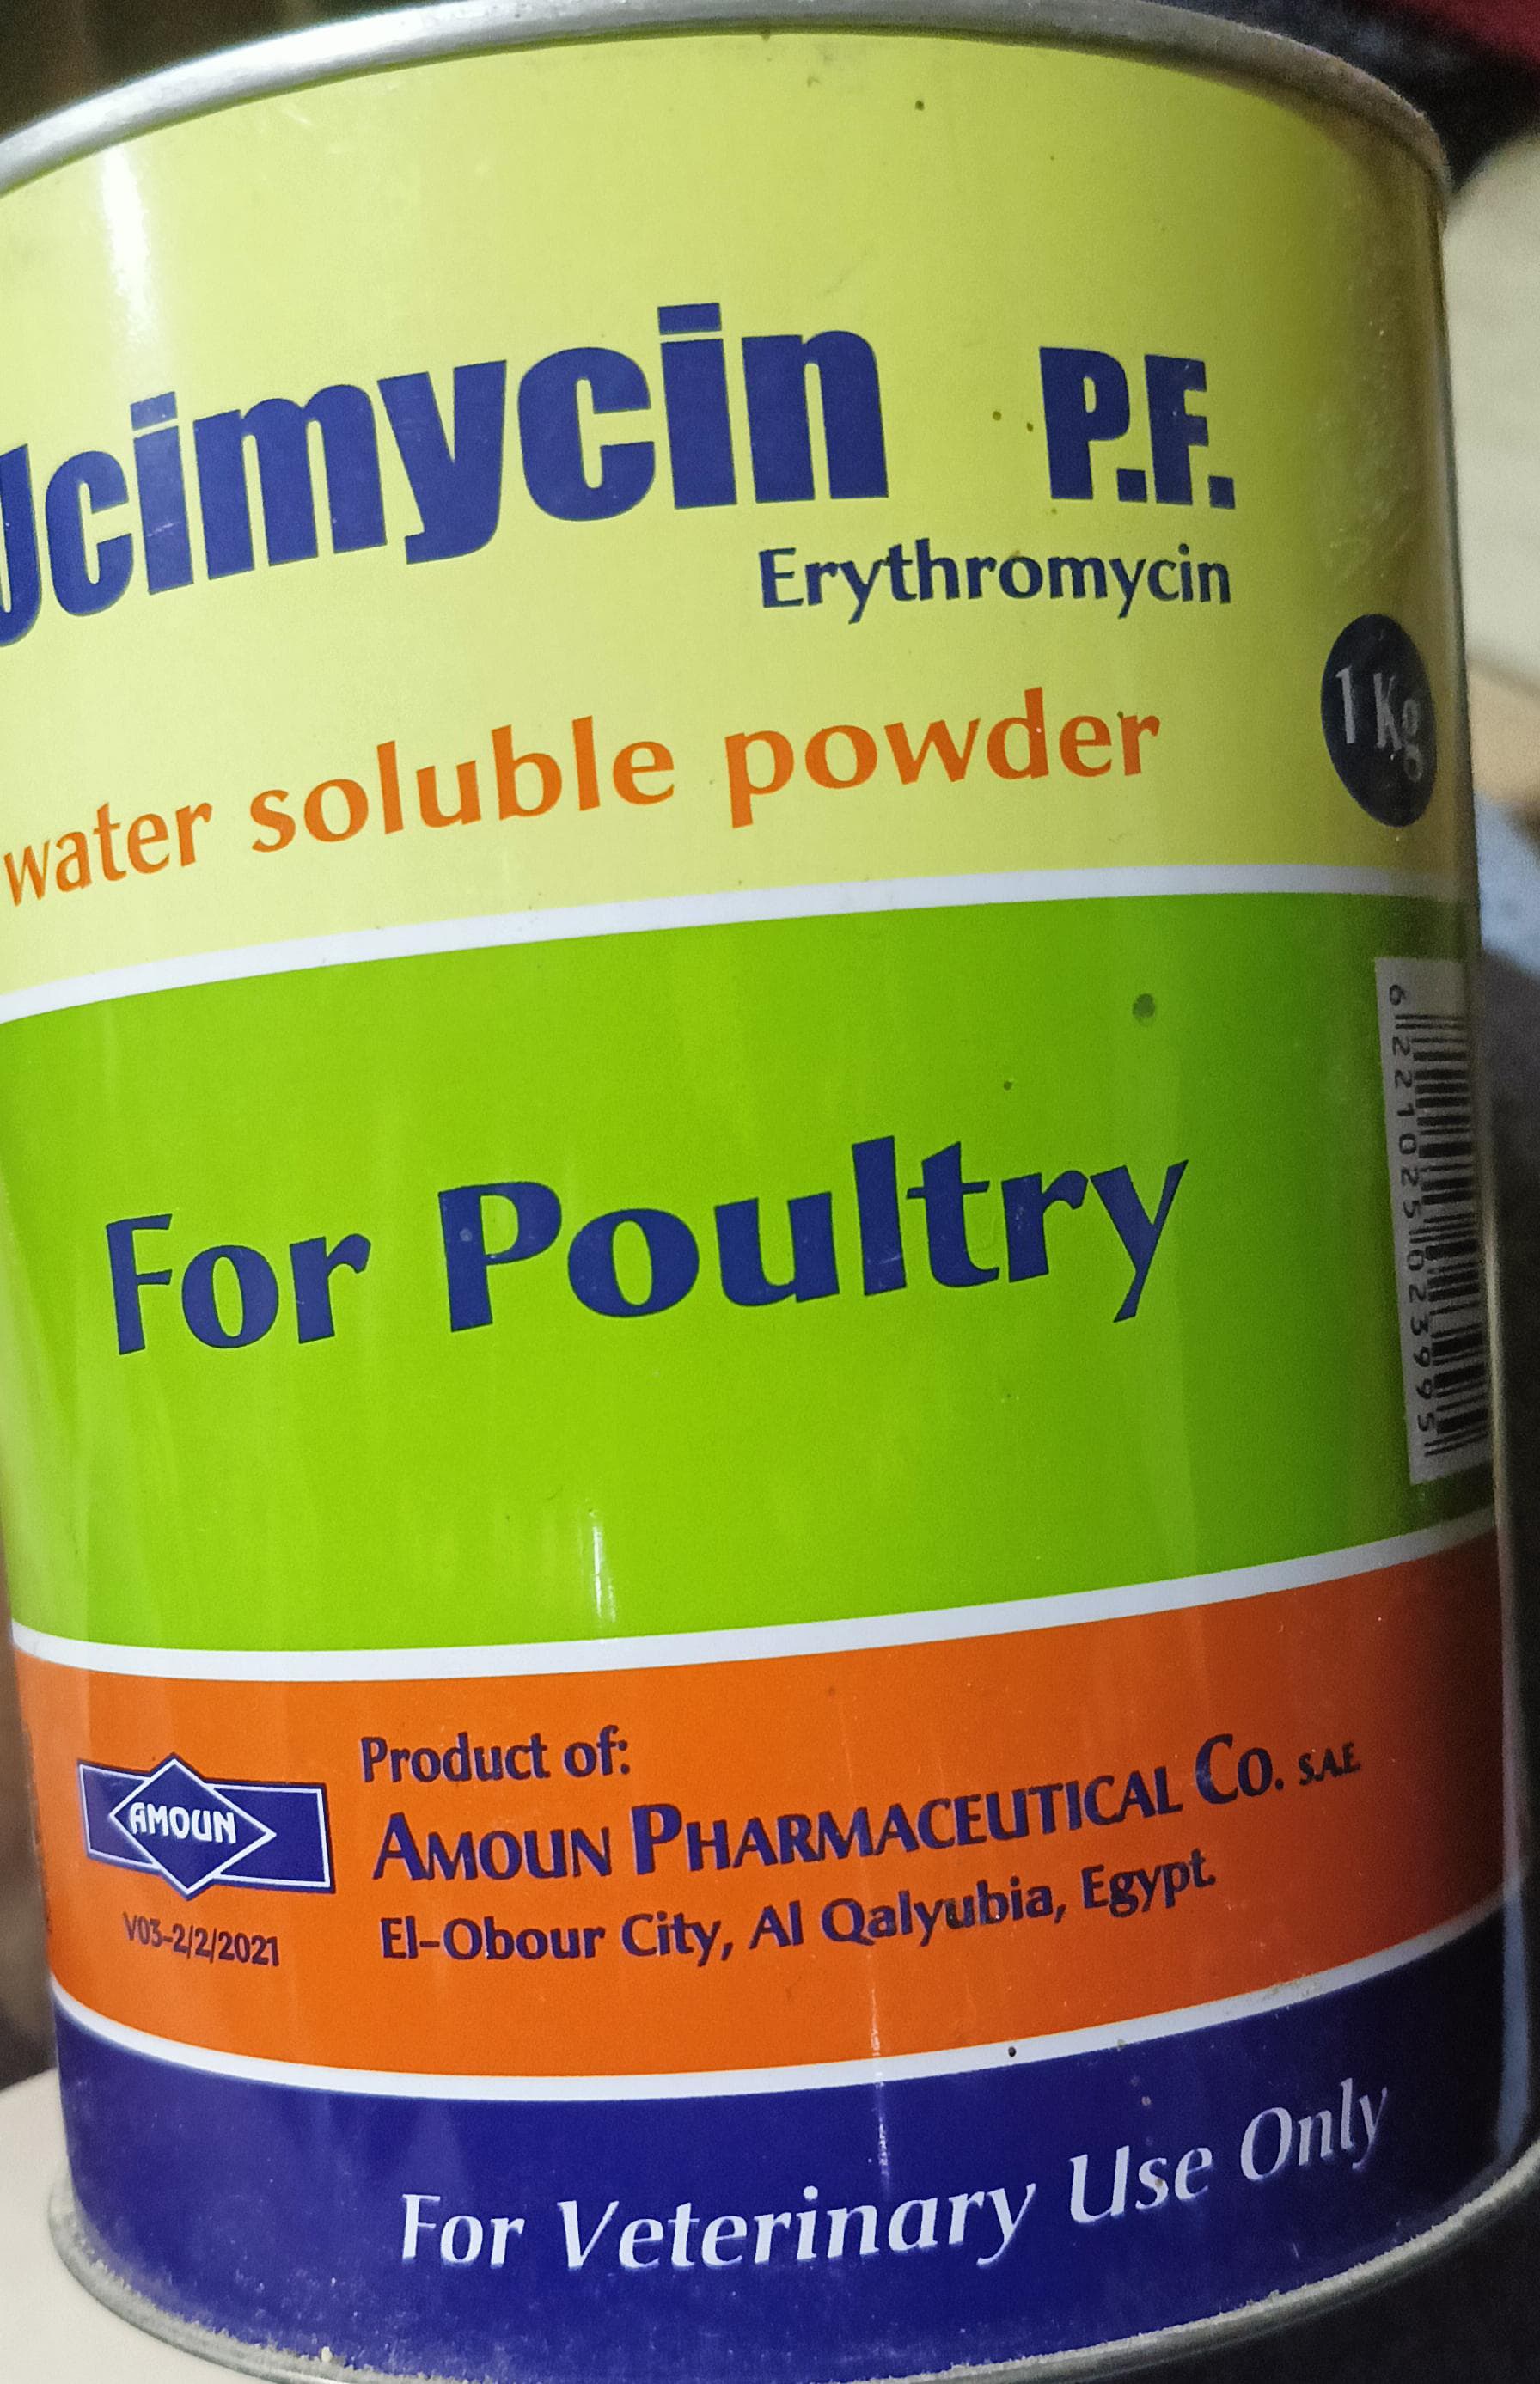 Ucimycin P.F.
Erythromycin
water soluble powder
1 Kg
For Poultry
6 221025 023995
Product of:
AMOUN PHARMACEUTICAL CO. S.A.E
El-Obour City, Al Qalyubia, Egypt.
AMOUN
V03-2/2/2021
For Veterinary Use Only